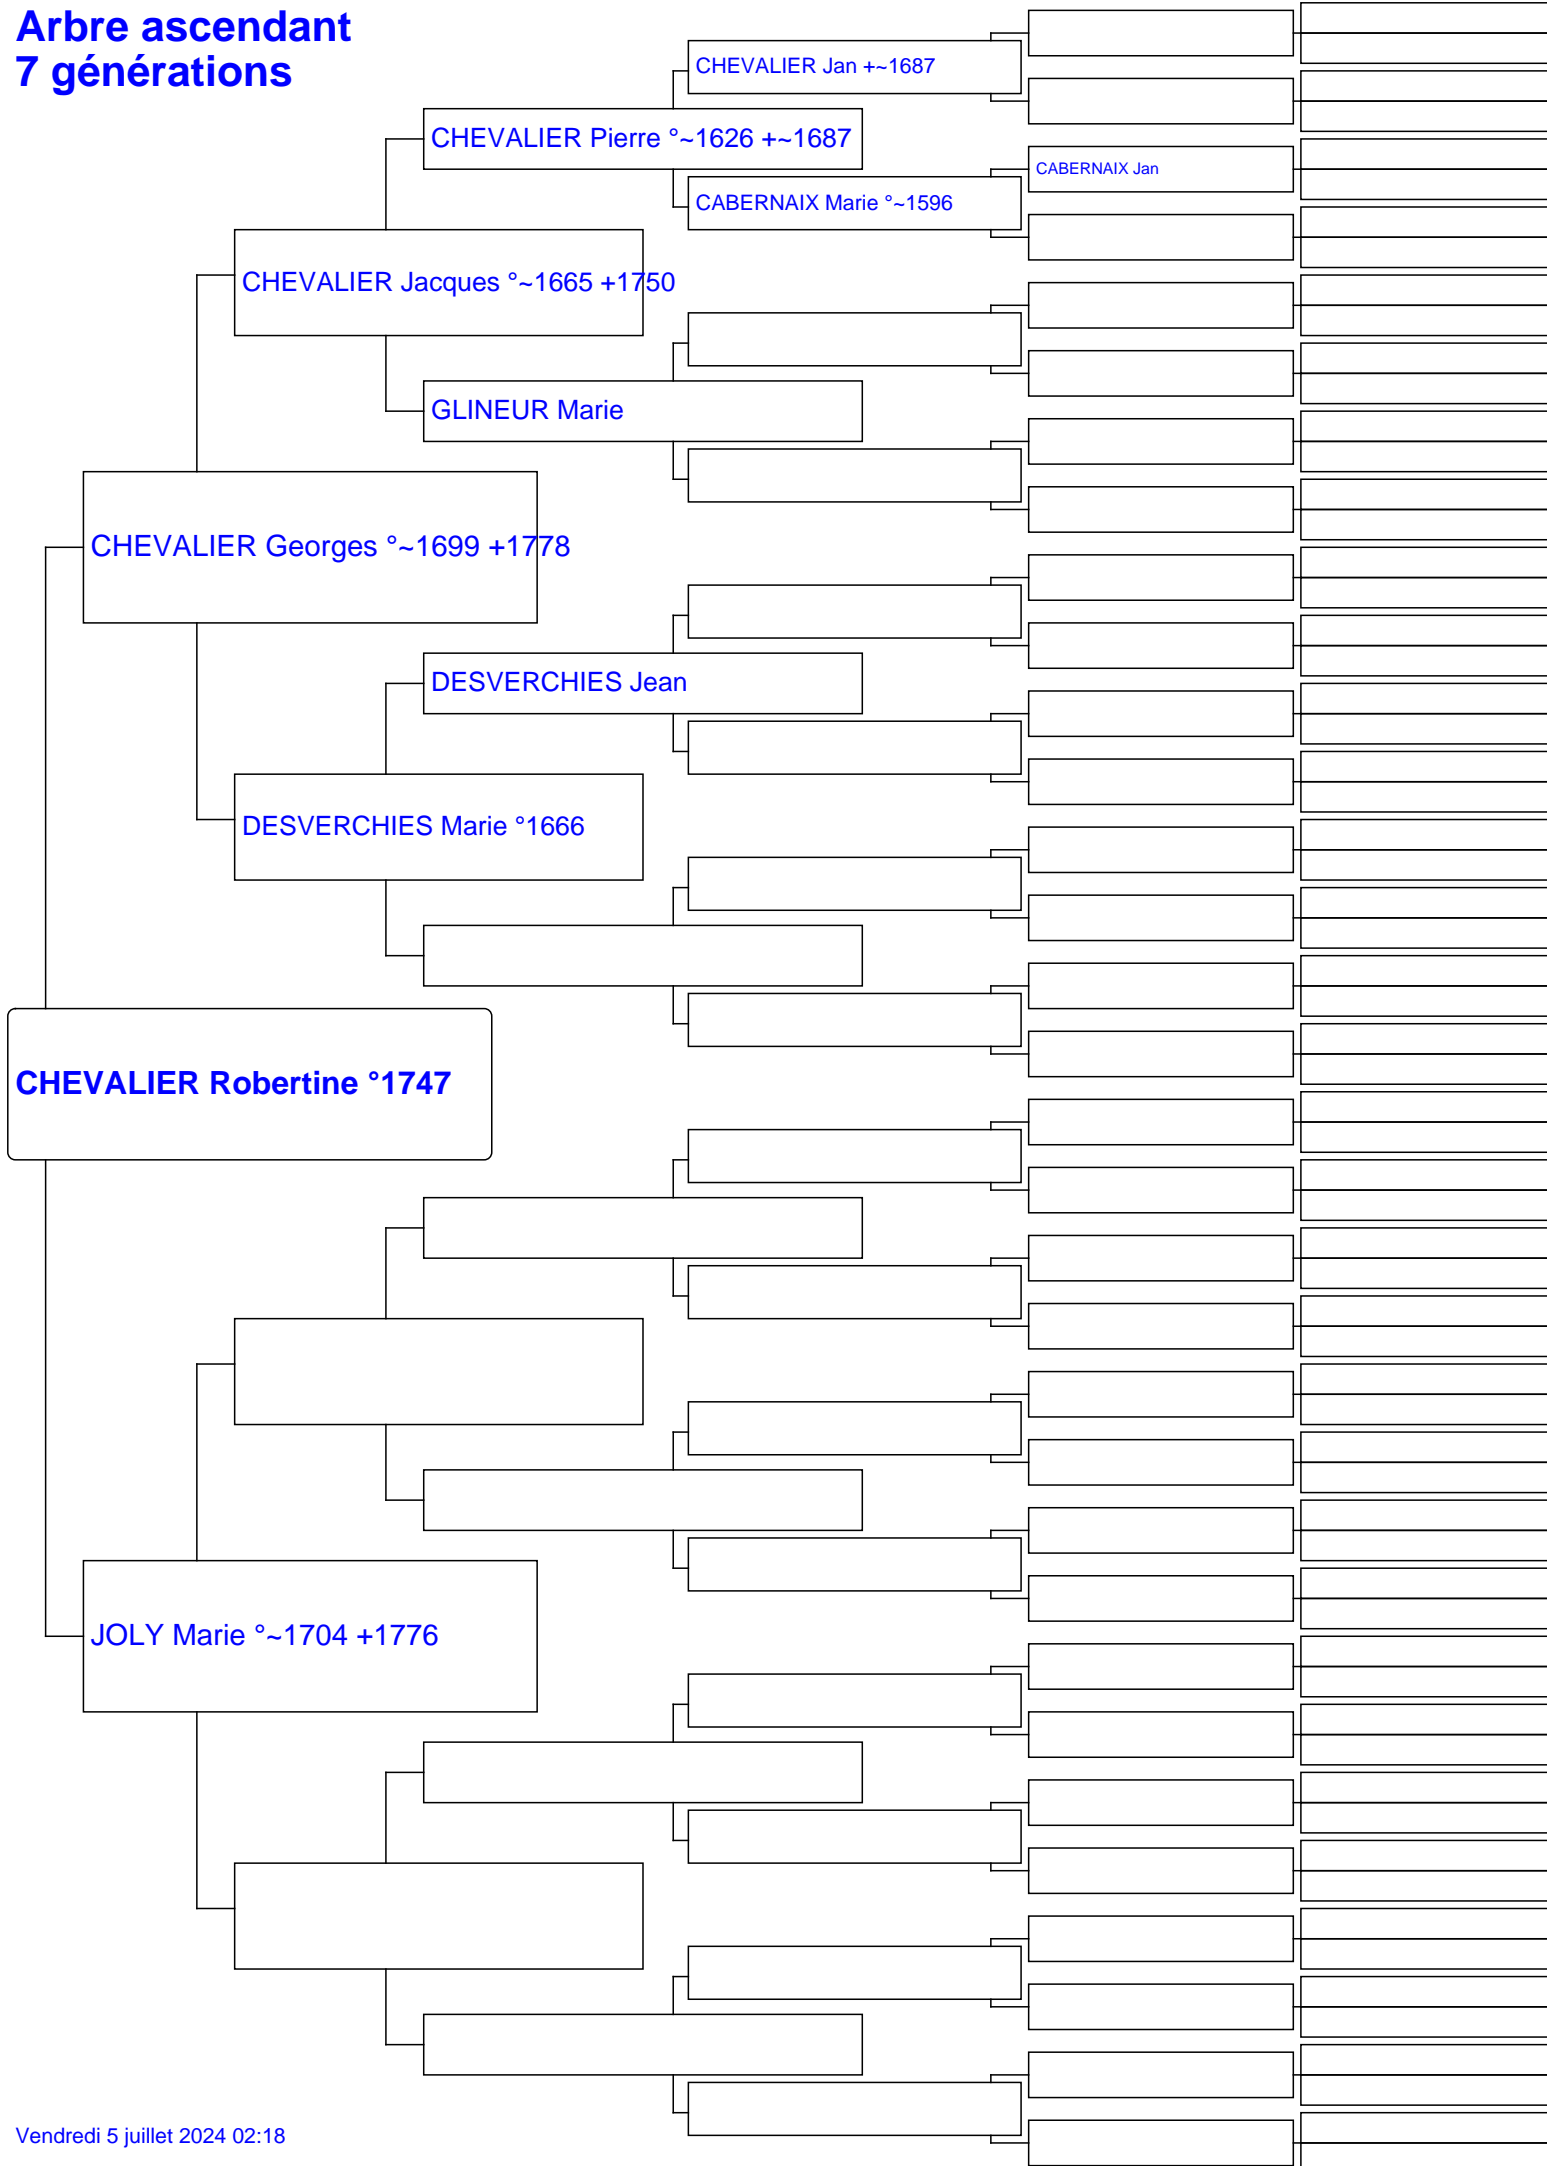 Arbre ascendant
7 générations
CHEVALIER Jan +~1687
CHEVALIER Pierre °~1626 +~1687
CABERNAIX Jan
CABERNAIX Marie °~1596
CHEVALIER Jacques °~1665 +1750
GLINEUR Marie
CHEVALIER Georges °~1699 +1778
DESVERCHIES Jean
DESVERCHIES Marie °1666
CHEVALIER Robertine °1747
JOLY Marie °~1704 +1776
Vendredi 5 juillet 2024 02:18